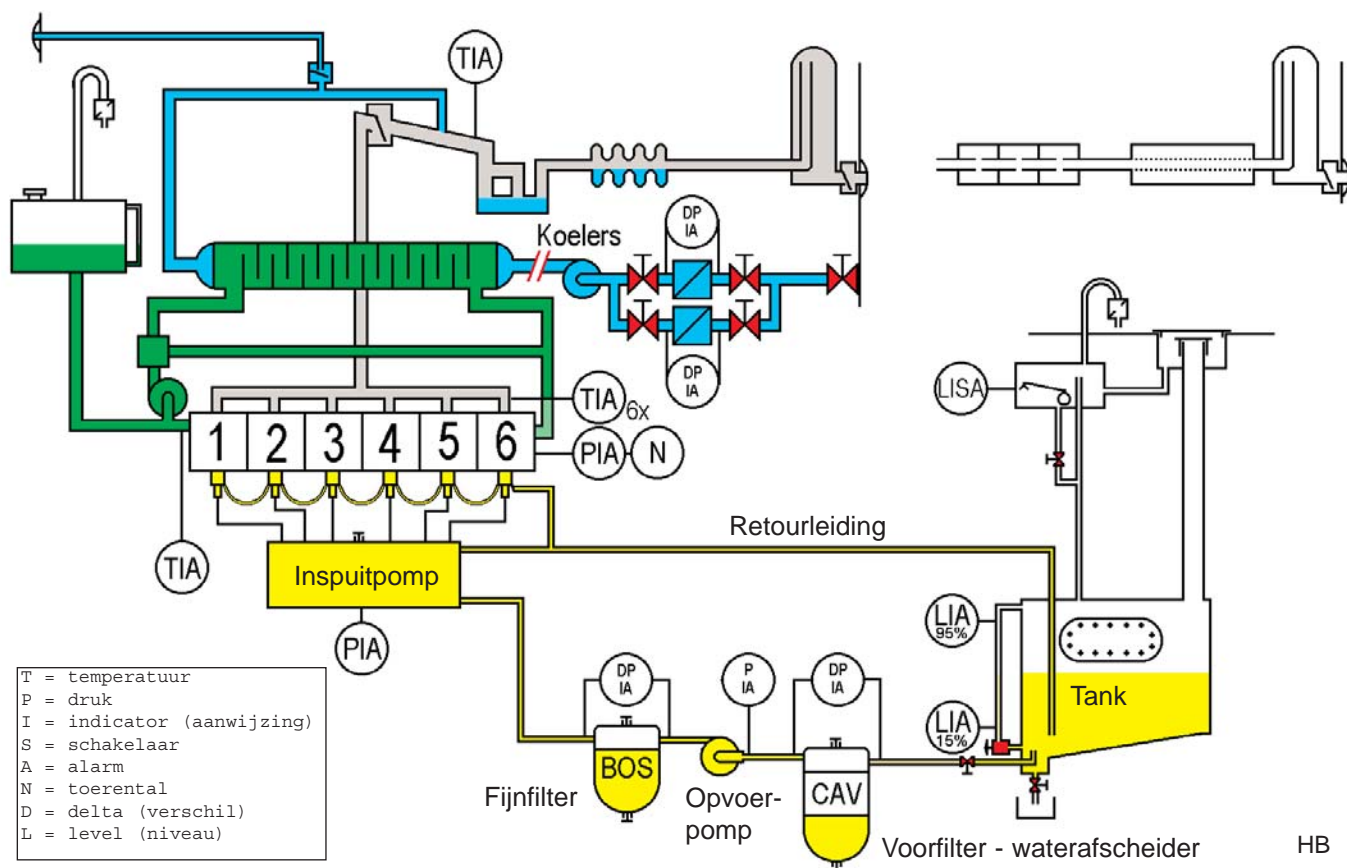 TIA
Koelers
DP
IA
DP
IA
LISA
TIA
6x
1 2 3 4 5 6
PIA
N
Retourleiding
TIA
Inspuitpomp
PIA
LIA
95%
Tank
LIA
15%
DP
IA
P
IA
DP
IA
BOS
CAV
Fijnfilter
Opvoer-
pomp
Voorfilter - waterafscheider
HB
T = temperatuur
P = druk
I = indicator (aanwijzing)
S = schakelaar
A = alarm
N = toerental
D = delta (verschil)
L = level (niveau)